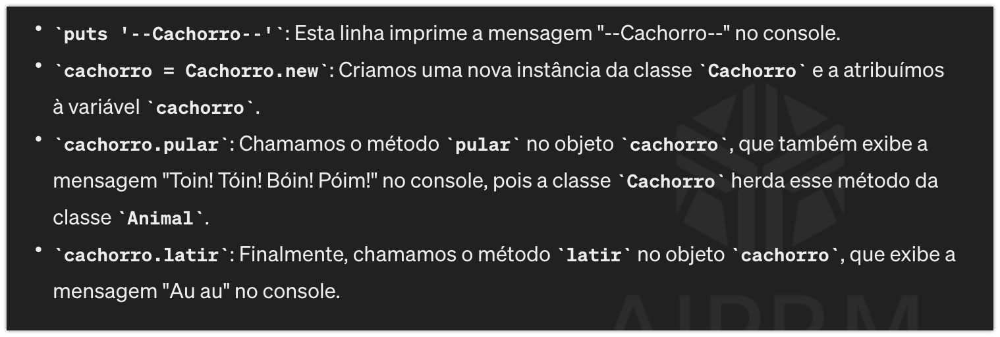 • `puts '--Cachorro--'`: Esta linha imprime a mensagem "--Cachorro--" no console.
• `cachorro = Cachorro.new`: Criamos uma nova instância da classe `Cachorro` e a atribuímos
à variável `cachorro`.
• `cachorro.pular`: Chamamos o método `pular` no objeto `cachorro`, que também exibe a
mensagem "Toin! Tóin! Bóin! Póim!" no console, pois a classe `Cachorro` herda esse método da
classe `Animal`.
• `cachorro.latir`: Finalmente, chamamos o método `latir` no objeto `cachorro`, que exibe a
mensagem "Au au" no console.
AIPRM